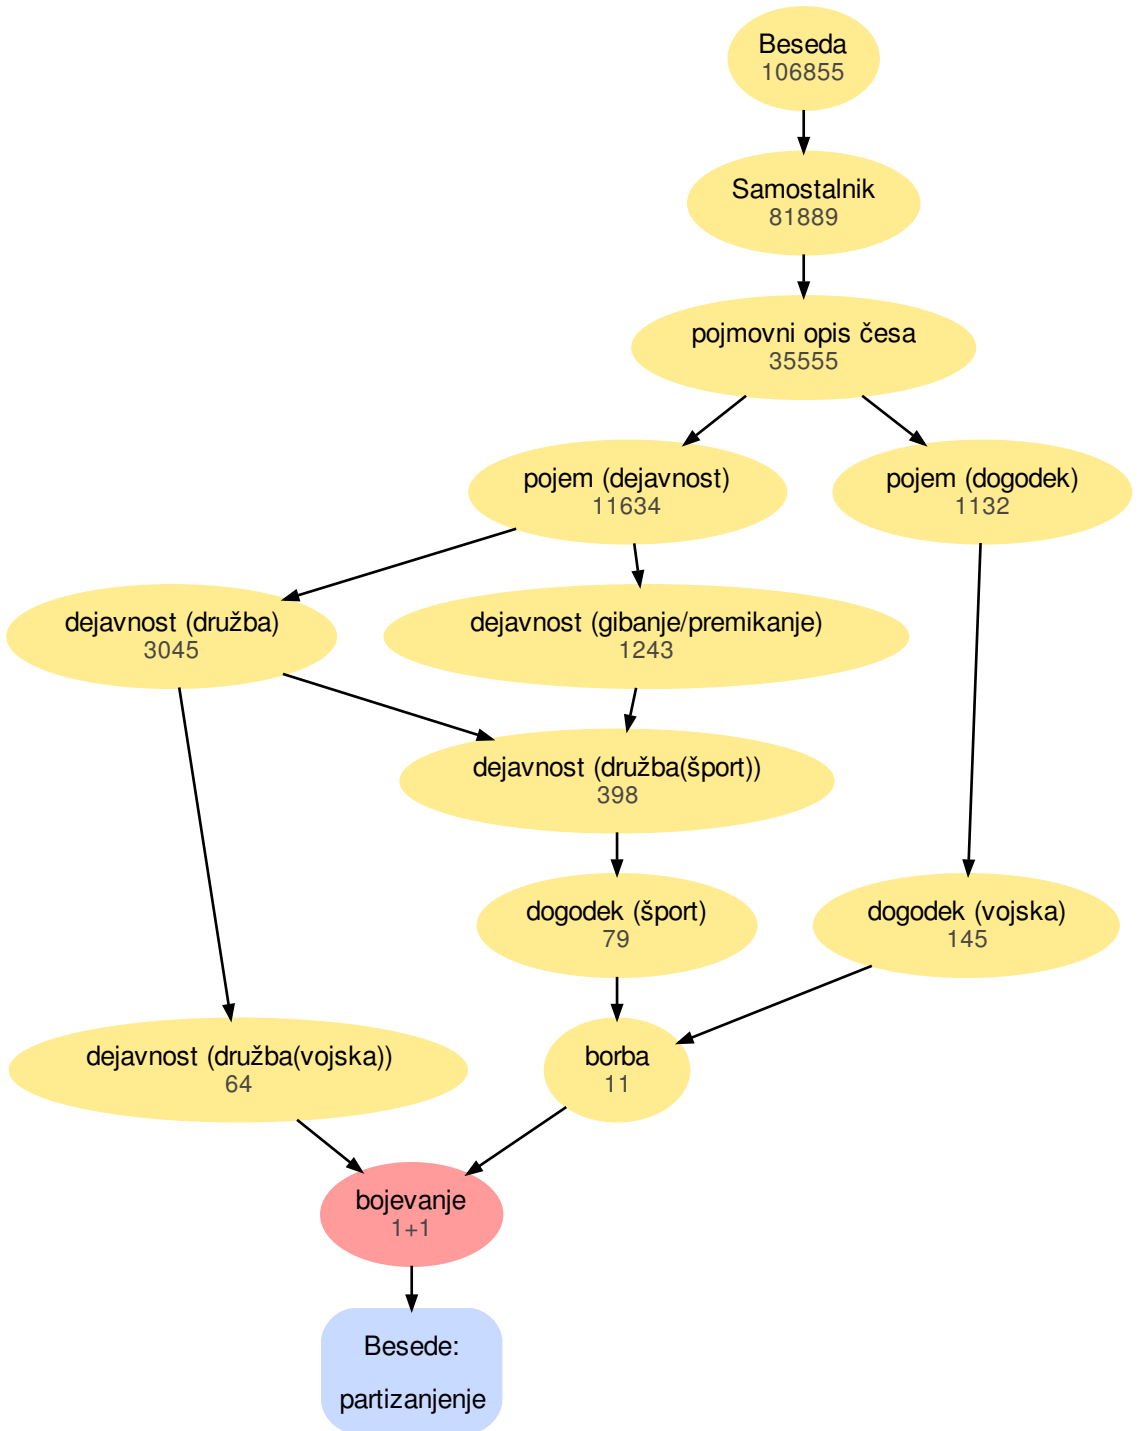 Beseda
106855
Samostalnik
81889
pojmovni opis česa
35555
pojem (dejavnost)
11634
pojem (dogodek)
1132
dejavnost (družba)
3045
dejavnost (gibanje/premikanje)
1243
dejavnost (družba(šport))
398
dogodek (šport)
79
dogodek (vojska)
145
dejavnost (družba(vojska))
64
borba
11
bojevanje
1+1
Besede:
partizanjenje